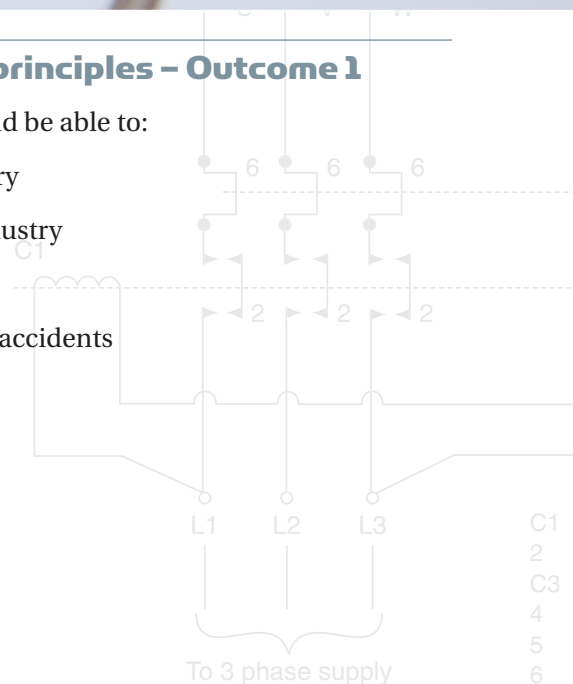 principles – Outcome 1
d be able to:
ry
ustry
accidents
6 6 6
C1
2 2 2
L1 L2 L3
C1
2
C3
4
5
6
To 3 phase supply